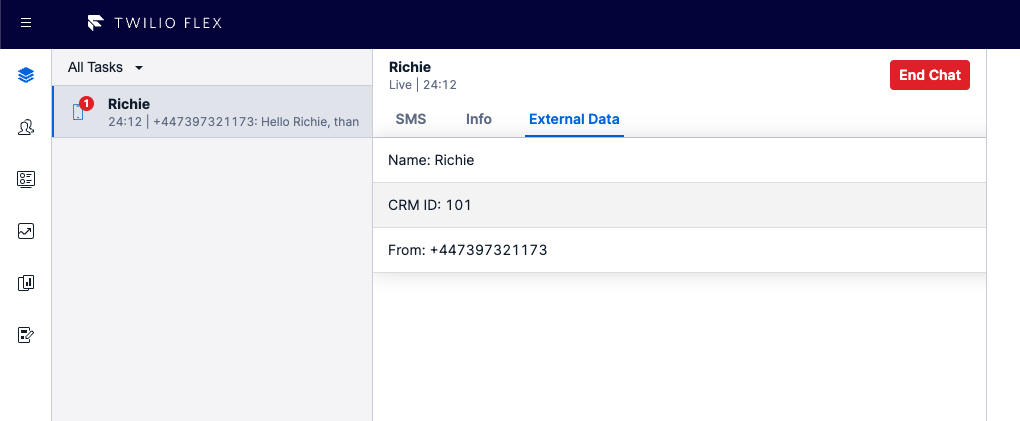 TWILIO FLEX
All Tasks
1
Richie
24:12 | +447397321173: Hello Richie, than
Richie
Live | 24:12
End Chat
SMS
Info
External Data
Name: Richie
CRM ID: 101
From: +447397321173